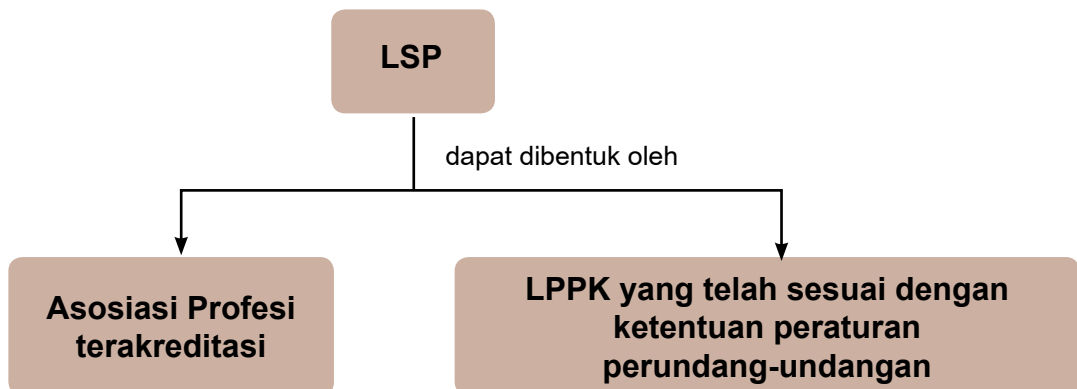 LSP
dapat dibentuk oleh
Asosiasi Profesi
terakreditasi
LPPK yang telah sesuai dengan
ketentuan peraturan
perundang-undangan